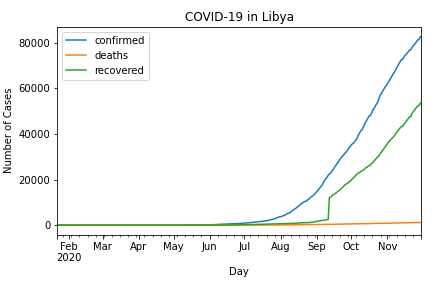 COVID-19 in Libya
confirmed
deaths
recovered
Number of Cases
80000
60000
40000
20000
0
Feb Mar Apr May Jun Jul Aug Sep Oct Nov
2020
Day